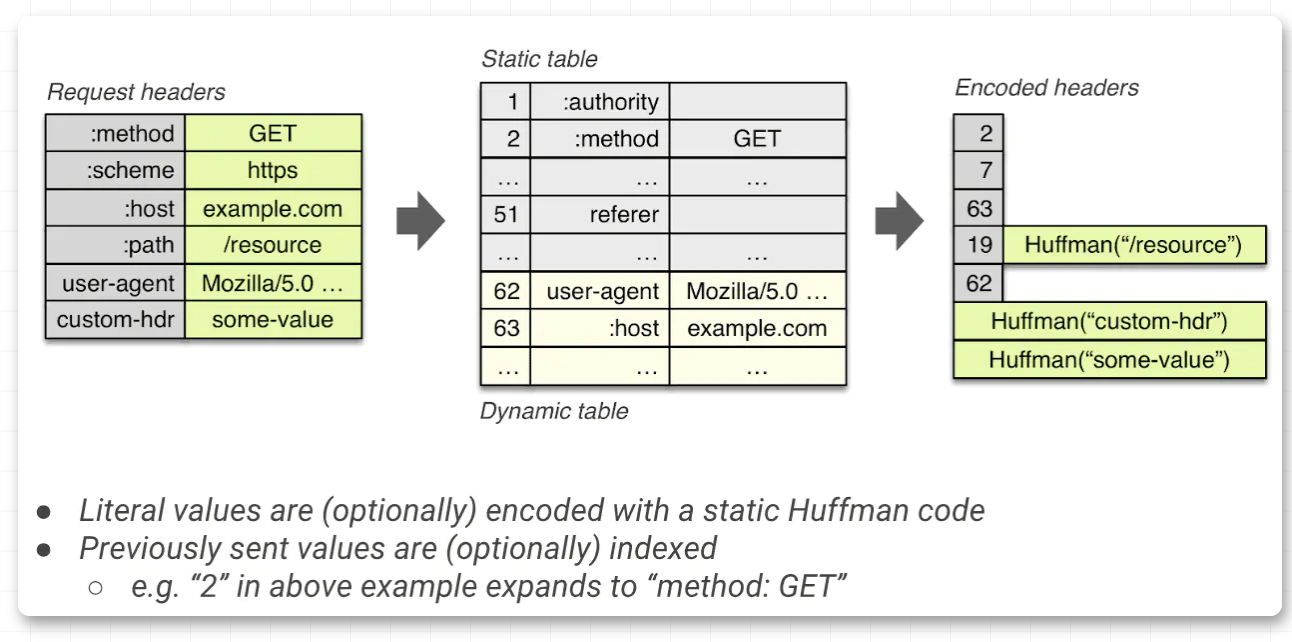 Request headers
:method GET
:scheme https
:host example.com
:path /resource
user-agent Mozilla/5.0 …
custom-hdr some-value
Static table
1 :authority
2 :method GET
… … …
51 referer
… … …
62 user-agent Mozilla/5.0 …
63 :host example.com
… … …
Dynamic table
Encoded headers
2
7
63
19 Huffman(“/resource”)
62
Huffman(“custom-hdr”)
Huffman(“some-value”)
● Literal values are (optionally) encoded with a static Huffman code
● Previously sent values are (optionally) indexed
○ e.g. “2” in above example expands to “method: GET”